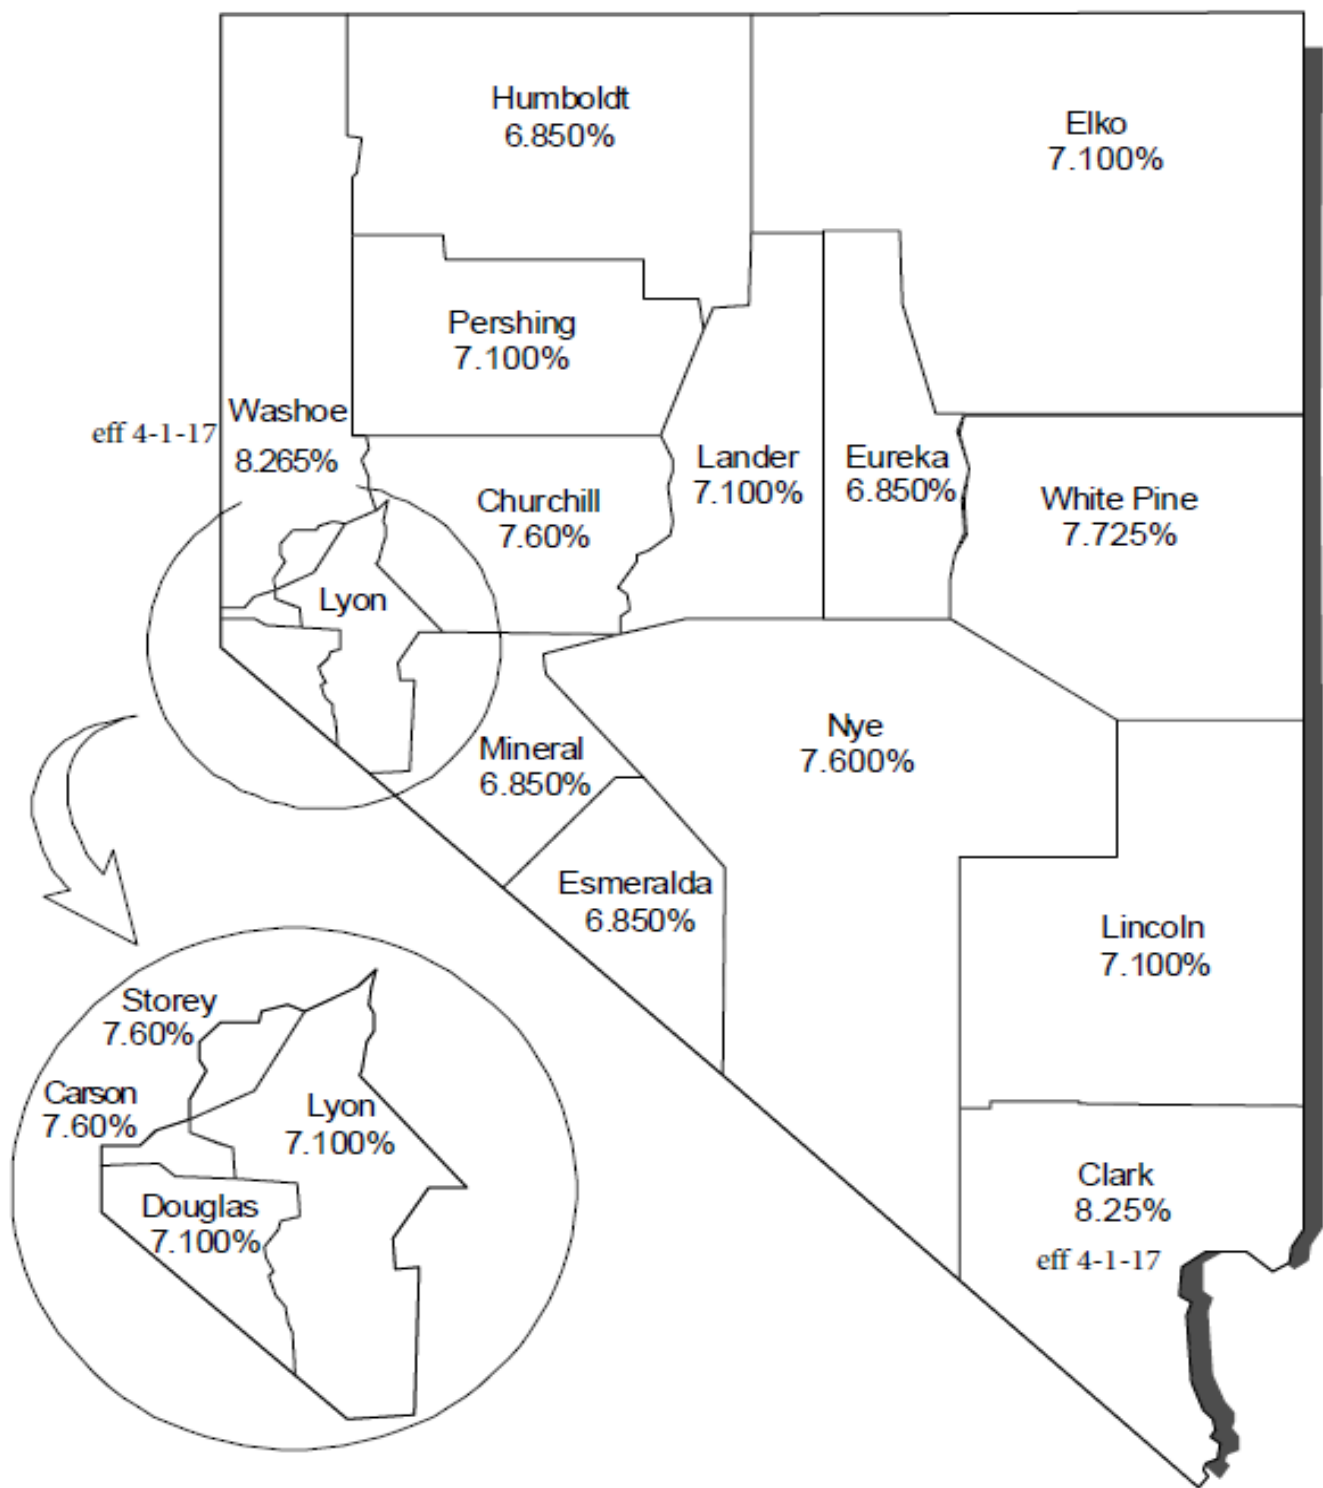 Humboldt
6.850%
Elko
7.100%
Pershing
7.100%
Washoe
eff 4-1-17
8.265%
Churchill
7.60%
Lander
7.100%
Eureka
6.850%
White Pine
7.725%
Lyon
Mineral
6.850%
Nye
7.600%
Esmeralda
6.850%
Lincoln
7.100%
Storey
7.60%
Carson
7.60%
Lyon
7.100%
Douglas
7.100%
Clark
8.25%
eff 4-1-17